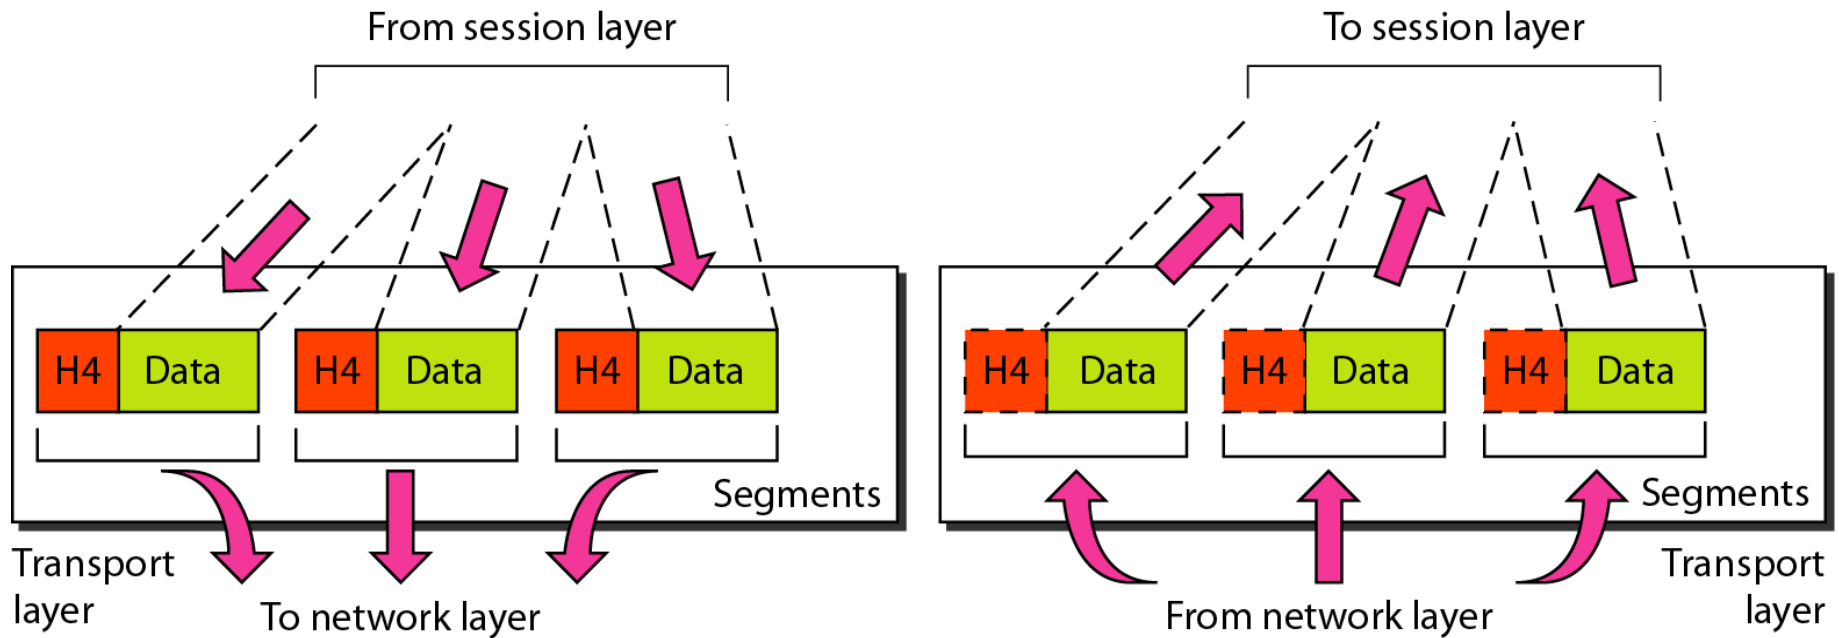 From session layer
H4 Data H4 Data H4 Data
Segments
Transport
layer
To network layer
To session layer
H4 Data H4 Data H4 Data
Segments
Transport
layer
From network layer